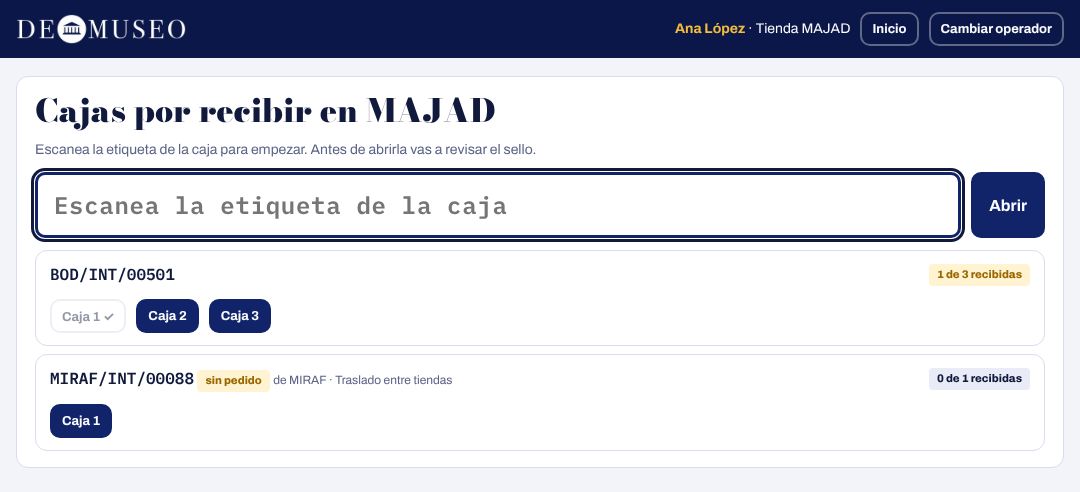 DE MUSEO
Ana López · Tienda MAJAD
Inicio
Cambiar operador
Cajas por recibir en MAJAD
Escanea la etiqueta de la caja para empezar. Antes de abrirla vas a revisar el sello.
Escanea la etiqueta de la caja
Abrir
BOD/INT/00501
1 de 3 recibidas
Caja 1 ✓
Caja 2
Caja 3
MIRAF/INT/00088 sin pedido de MIRAF · Traslado entre tiendas
0 de 1 recibidas
Caja 1